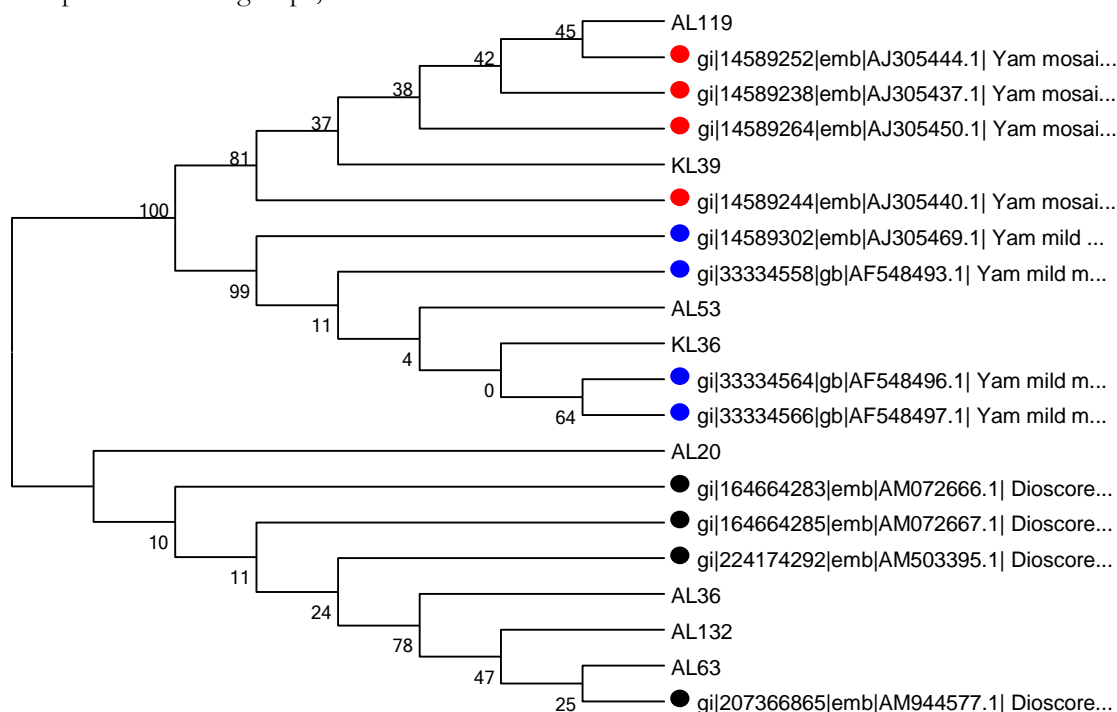 AL119
45
gi|14589252|emb|AJ305444.1| Yam mosai...
42
gi|14589238|emb|AJ305437.1| Yam mosai...
38
gi|14589264|emb|AJ305450.1| Yam mosai...
37
KL39
81
gi|14589244|emb|AJ305440.1| Yam mosai...
100
gi|14589302|emb|AJ305469.1| Yam mild ...
gi|33334558|gb|AF548493.1| Yam mild m...
99
AL53
11
KL36
4
gi|33334564|gb|AF548496.1| Yam mild m...
0
gi|33334566|gb|AF548497.1| Yam mild m...
64
AL20
gi|164664283|emb|AM072666.1| Dioscore...
gi|164664285|emb|AM072667.1| Dioscore...
10
gi|224174292|emb|AM503395.1| Dioscore...
11
AL36
24
AL132
78
AL63
47
gi|207366865|emb|AM944577.1| Dioscore...
25